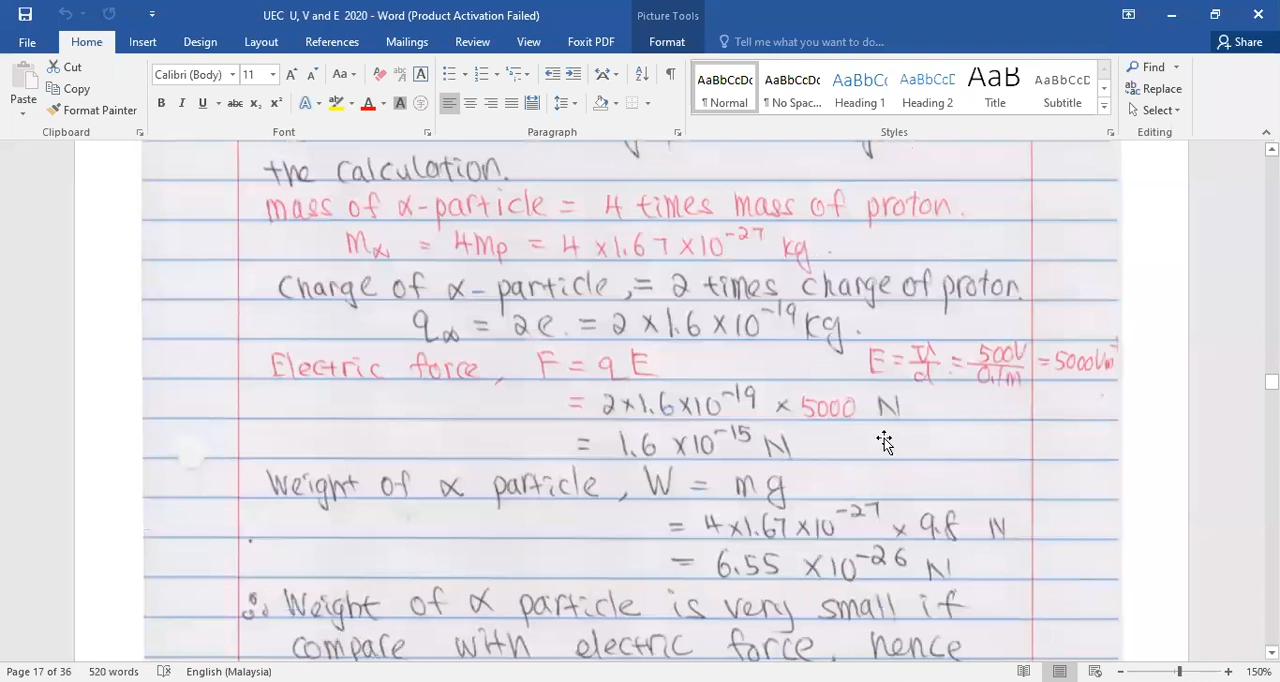 UEC U, V and E 2020 - Word (Product Activation Failed)
Picture Tools
File Home Insert Design Layout References Mailings Review View Foxit PDF Format Tell me what you want to do... Share
Cut
Copy
Format Painter
Paste
Clipboard
Calibri (Body) 11
Font
Paragraph
AaBbCcDc AaBbCcDc AaBbCc AaBbCcD AaB AaBbCcD
¶ Normal ¶ No Spac... Heading 1 Heading 2 Title Subtitle
Styles
Find
Replace
Select
Editing
the calculation.
mass of α-particle = 4 times mass of proton.
Mα = 4Mp = 4 ×1.67×10⁻²⁷ kg.
Charge of α-particle, = 2 times charge of proton.
qα = 2e. = 2×1.6×10⁻¹⁹ kg.
Electric force, F = qE E = V/d = 500V/0.1m = 5000Vm⁻¹
= 2×1.6×10⁻¹⁹ × 5000 N
= 1.6 ×10⁻¹⁵ N
Weight of α particle, W = mg
= 4×1.67×10⁻²⁷ × 9.8 N
= 6.55 ×10⁻²⁶ N
∴ Weight of α particle is very small if
compare with electric force, hence
Page 17 of 36 520 words English (Malaysia) 150%